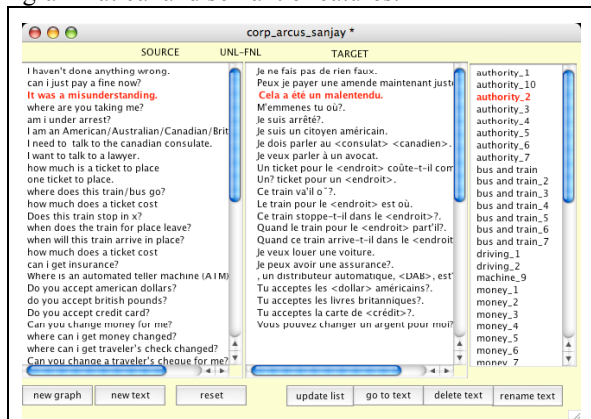 corp_arcus_sanjay *
SOURCE UNL-FNL TARGET
I haven't done anything wrong.
can i just pay a fine now?
It was a misunderstanding.
where are you taking me?
am i under arrest?
I am an American/Australian/Canadian/Brit
I need to talk to the canadian consulate.
I want to talk to a lawyer.
how much is a ticket to place
one ticket to place.
where does this train/bus go?
how much does a ticket cost
Does this train stop in x?
when does the train for place leave?
when will this train arrive in place?
how much does a ticket cost
can i get insurance?
Where is an automated teller machine (ATM)
Do you accept american dollars?
do you accept british pounds?
Do you accept credit card?
Can you change money for me?
where can i get money changed?
where can i get traveler's check changed?
Can you change a traveler's cheque for me?
Je ne fais pas de rien faux.
Peux je payer une amende maintenant juste
Cela a été un malentendu.
M'emmenes tu où?.
Je suis arrêté?.
Je suis un citoyen américain.
Je dois parler au <consulat> <canadien>.
Je veux parler à un avocat.
Un ticket pour le <endroit> coûte-t-il com
Un? ticket pour un <endroit>.
Ce train va'il o˝?.
Le train pour le <endroit> est où.
Ce train stoppe-t-il dans le <endroit>?.
Quand le train pour le <endroit> part'il?.
Quand ce train arrive-t-il dans le <endroit
Je veux louer une voiture.
Je peux avoir une assurance?.
, un distributeur automatique, <DAB>, est'
Tu acceptes les <dollar> américains?.
Tu acceptes les livres britanniques?.
Tu acceptes la carte de <crédit>?.
Vous pouvez changer un argent pour moi?
authority_1
authority_10
authority_2
authority_3
authority_4
authority_5
authority_6
authority_7
bus and train
bus and train_2
bus and train_3
bus and train_4
bus and train_5
bus and train_6
bus and train_7
driving_1
driving_2
machine_9
money_1
money_2
money_3
money_4
money_5
money_6
money_7
new graph new text reset update list go to text delete text rename text